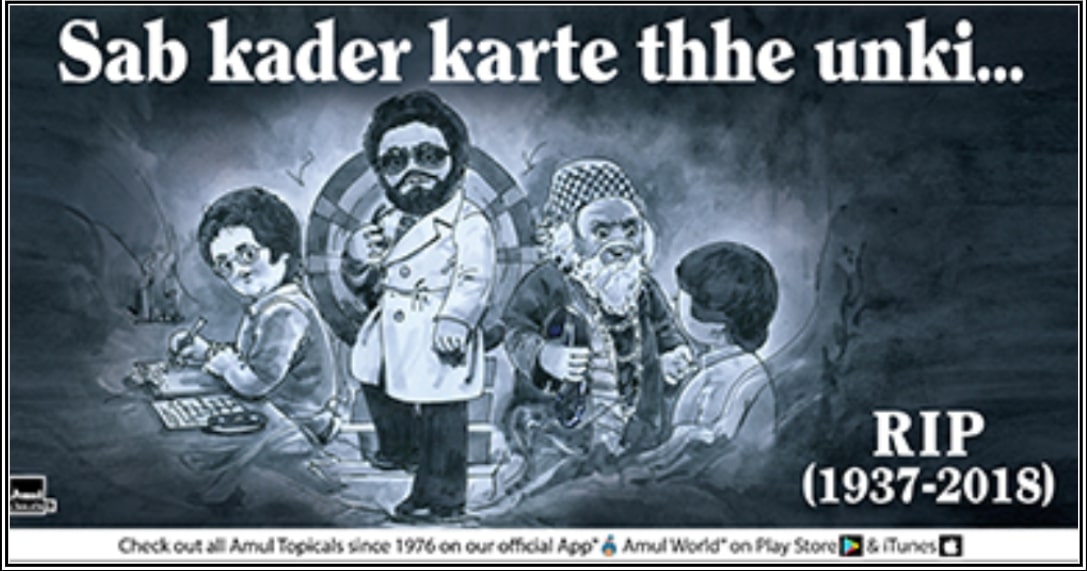 Sab kader karte thhe unki...
RIP
(1937-2018)
Amul
Check out all Amul Topicals since 1976 on our official App* Amul World* on Play Store & iTunes